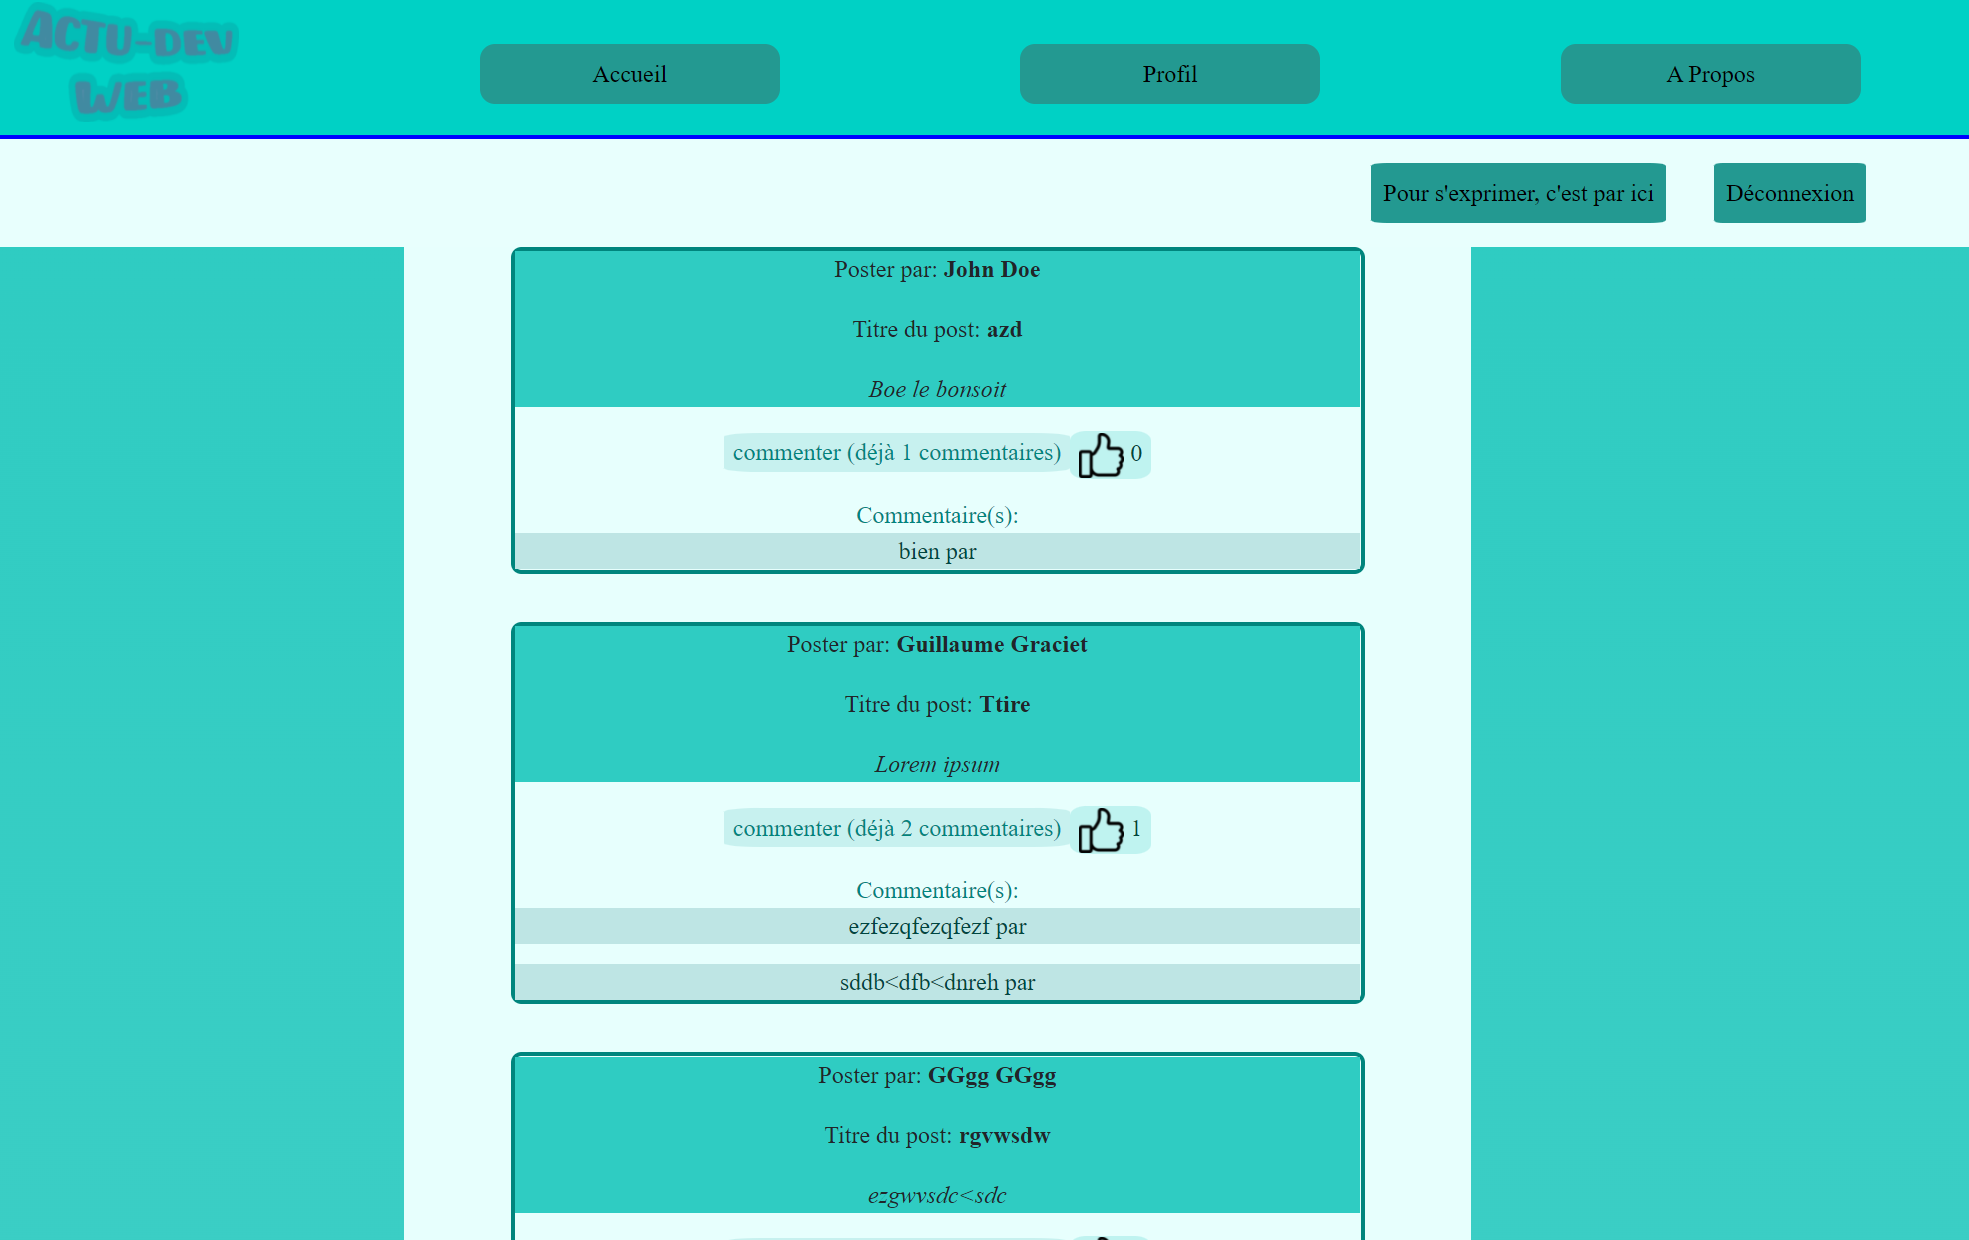 ACTU-DEV
WEB
Accueil
Profil
A Propos
Pour s'exprimer, c'est par ici
Déconnexion
Poster par: John Doe
Titre du post: azd
Boe le bonsoit
commenter (déjà 1 commentaires)
0
Commentaire(s):
bien par
Poster par: Guillaume Graciet
Titre du post: Ttire
Lorem ipsum
commenter (déjà 2 commentaires)
1
Commentaire(s):
ezfezqfezqfezf par
sddb<dfb<dnreh par
Poster par: GGgg GGgg
Titre du post: rgvwsdw
ezgwvsdc<sdc